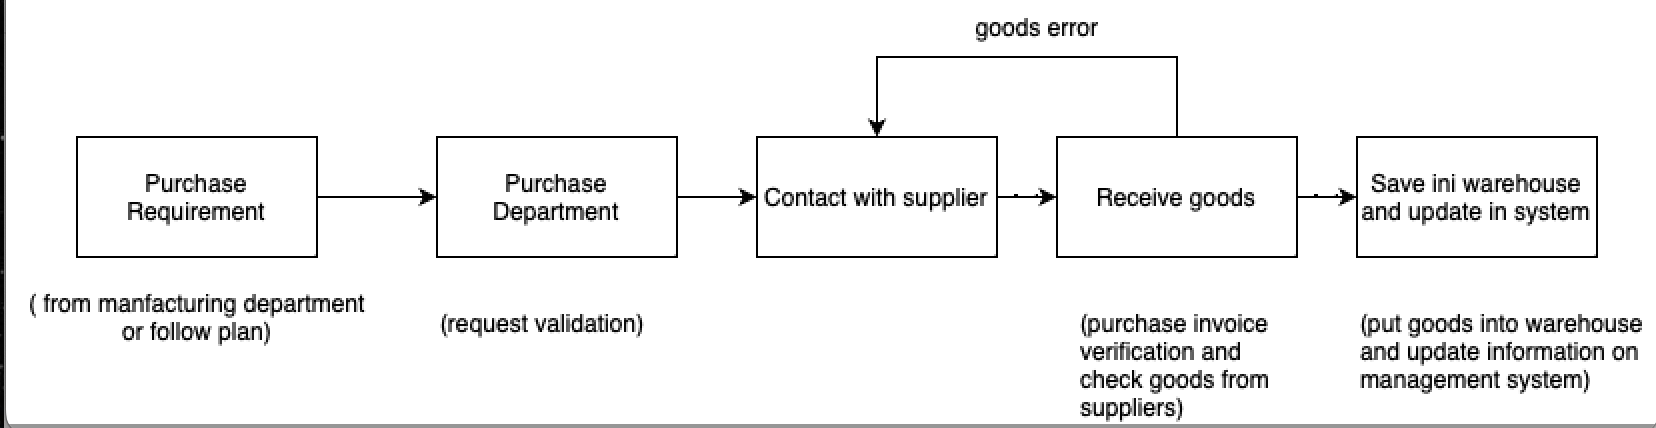 goods error
Purchase
Requirement
Purchase
Department
Contact with supplier
Receive goods
Save ini warehouse
and update in system
( from manfacturing department
or follow plan)
(request validation)
(purchase invoice
verification and
check goods from
suppliers)
(put goods into warehouse
and update information on
management system)